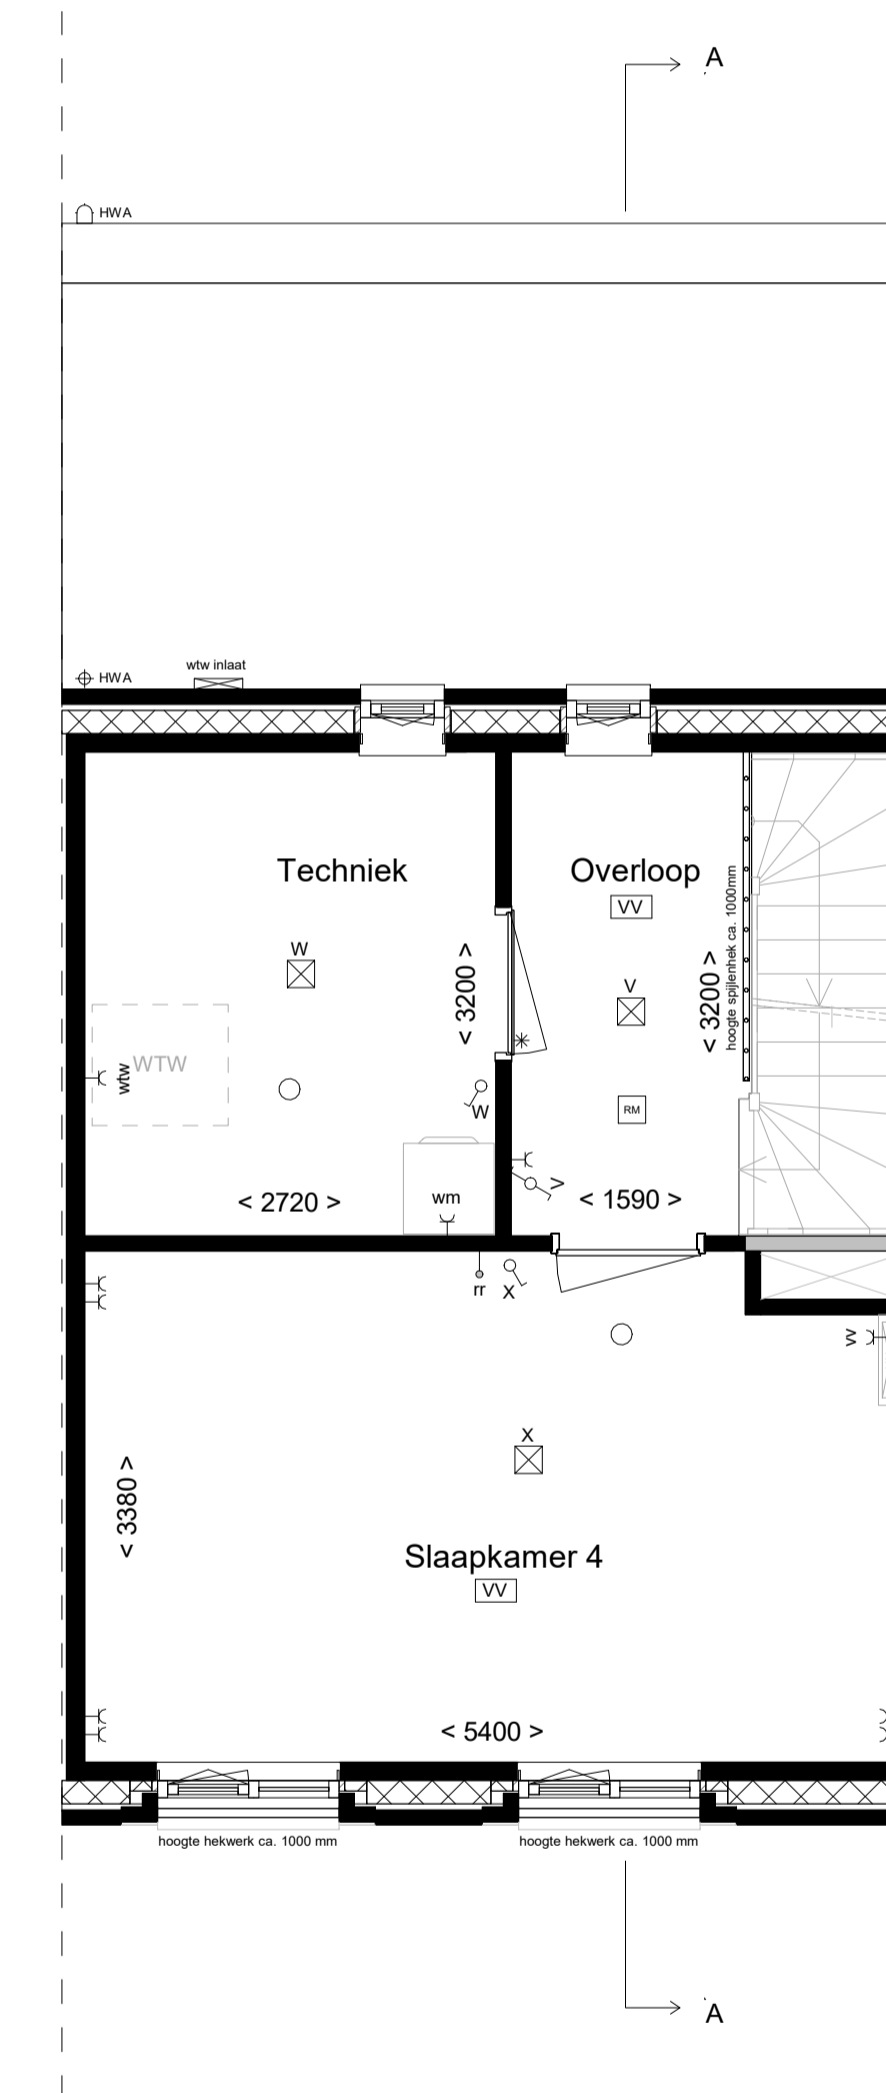 A
HWA
HWA
wtw inlaat
Techniek
Overloop
VV
W
V
< 3200 >
< 3200 >
hoogte spijlenhek ca. 1000mm
WTW
wtw
W
RM
V
wm
< 2720 >
< 1590 >
rr
X
vv
X
< 3380 >
Slaapkamer 4
VV
< 5400 >
hoogte hekwerk ca. 1000 mm
hoogte hekwerk ca. 1000 mm
A